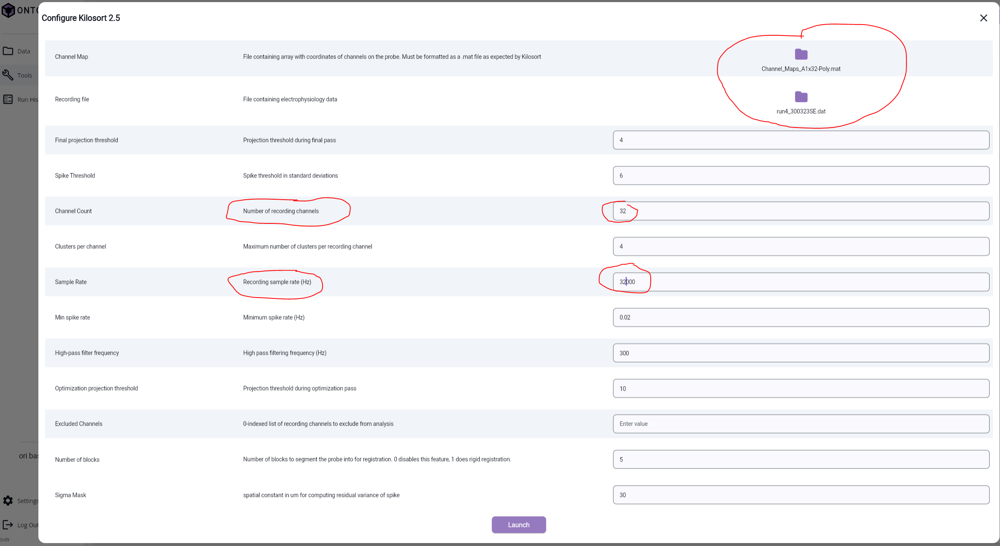 ONTO
Configure Kilosort 2.5
Data
Tools
Run His
ori bas
Settings
Log Out
5-r09
Channel Map File containing array with coordinates of channels on the probe. Must be formatted as a .mat file as expected by Kilosort
Channel_Maps_A1x32-Poly.mat
Recording file File containing electrophysiology data
run4_300323SE.dat
Final projection threshold Projection threshold during final pass 4
Spike Threshold Spike threshold in standard deviations 6
Channel Count Number of recording channels 32
Clusters per channel Maximum number of clusters per recording channel 4
Sample Rate Recording sample rate (Hz) 32000
Min spike rate Minimum spike rate (Hz) 0.02
High-pass filter frequency High pass filtering frequency (Hz) 300
Optimization projection threshold Projection threshold during optimization pass 10
Excluded Channels 0-indexed list of recording channels to exclude from analysis Enter value
Number of blocks Number of blocks to segment the probe into for registration. 0 disables this feature, 1 does rigid registration. 5
Sigma Mask spatial constant in um for computing residual variance of spike 30
Launch